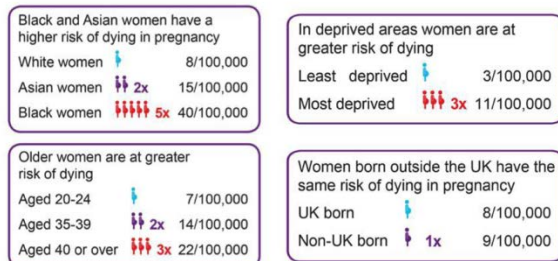 Black and Asian women have a
higher risk of dying in pregnancy
White women 8/100,000
Asian women 2x 15/100,000
Black women 5x 40/100,000
In deprived areas women are at
greater risk of dying
Least deprived 3/100,000
Most deprived 3x 11/100,000
Older women are at greater
risk of dying
Aged 20-24 7/100,000
Aged 35-39 2x 14/100,000
Aged 40 or over 3x 22/100,000
Women born outside the UK have the
same risk of dying in pregnancy
UK born 8/100,000
Non-UK born 1x 9/100,000